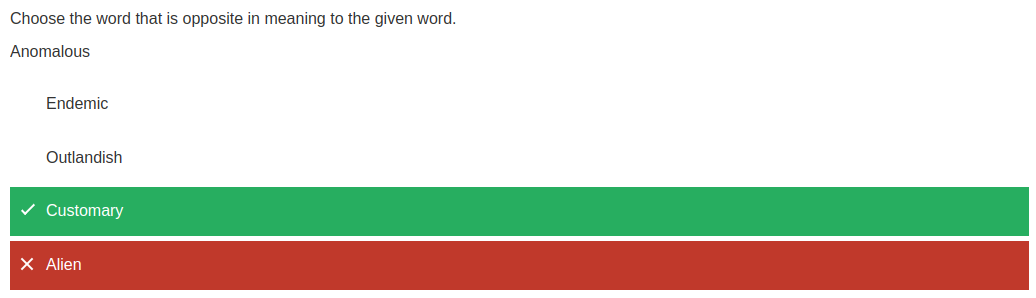 Choose the word that is opposite in meaning to the given word.
Anomalous
Endemic
Outlandish
Customary
Alien